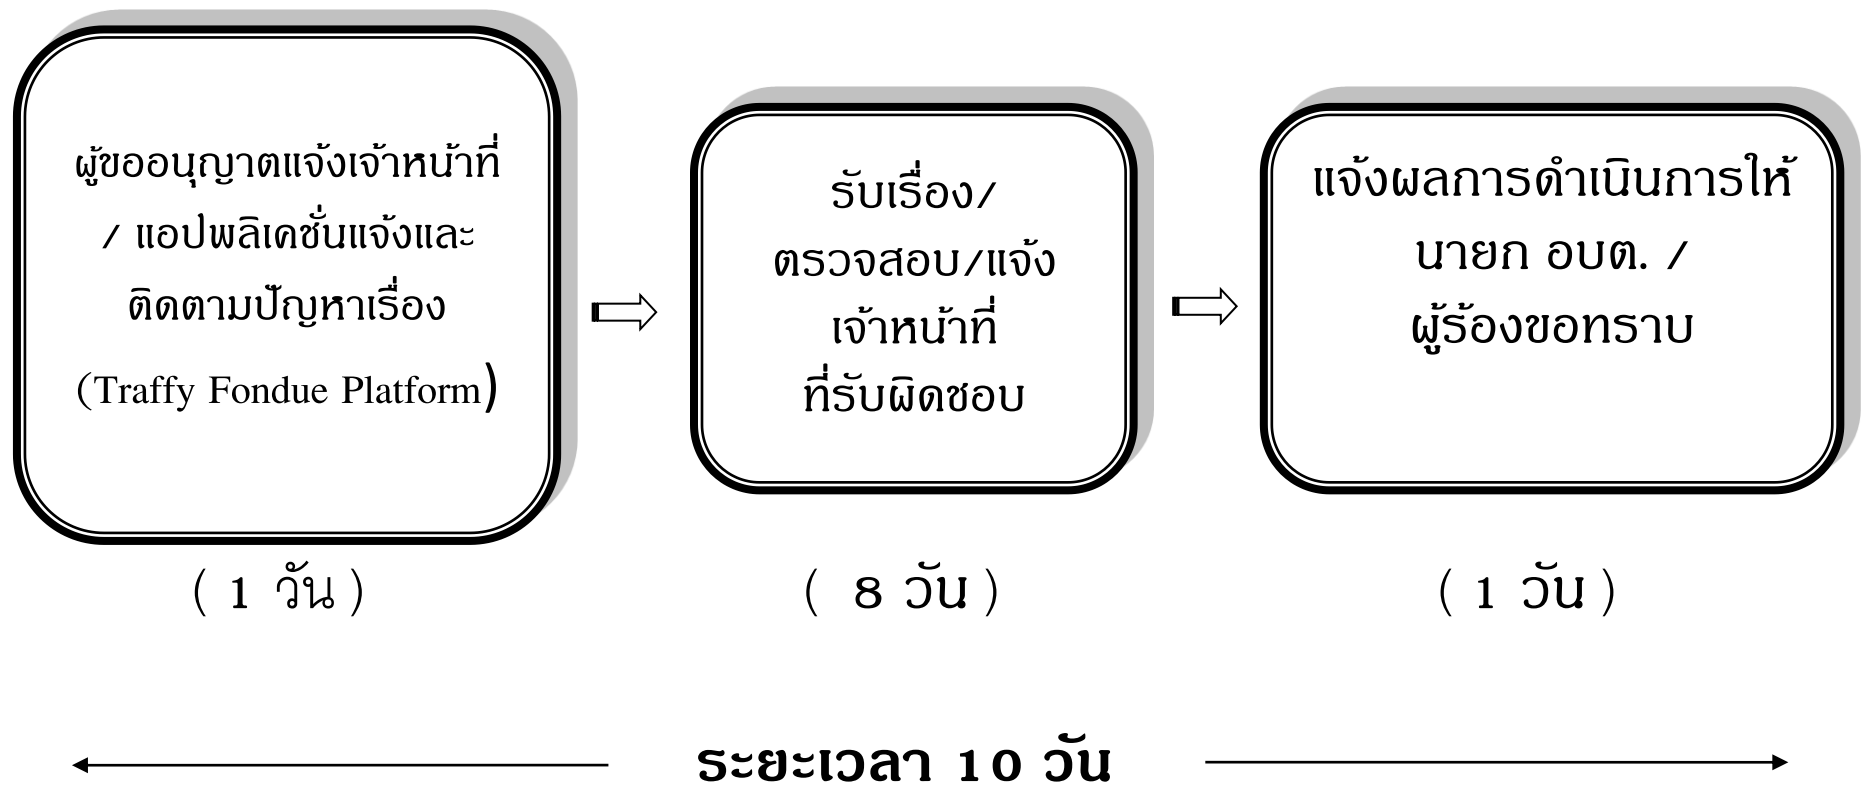 ผู้ขออนุญาตแจ้งเจ้าหน้าที่
/ แอปพลิเคชั่นแจ้งและ
ติดตามปัญหาเรื่อง
(Traffy Fondue Platform)
( 1 วัน )
รับเรื่อง/
ตรวจสอบ/แจ้ง
เจ้าหน้าที่
ที่รับผิดชอบ
( 8 วัน )
แจ้งผลการดำเนินการให้
นายก อบต. /
ผู้ร้องขอทราบ
( 1 วัน )
ระยะเวลา 10 วัน